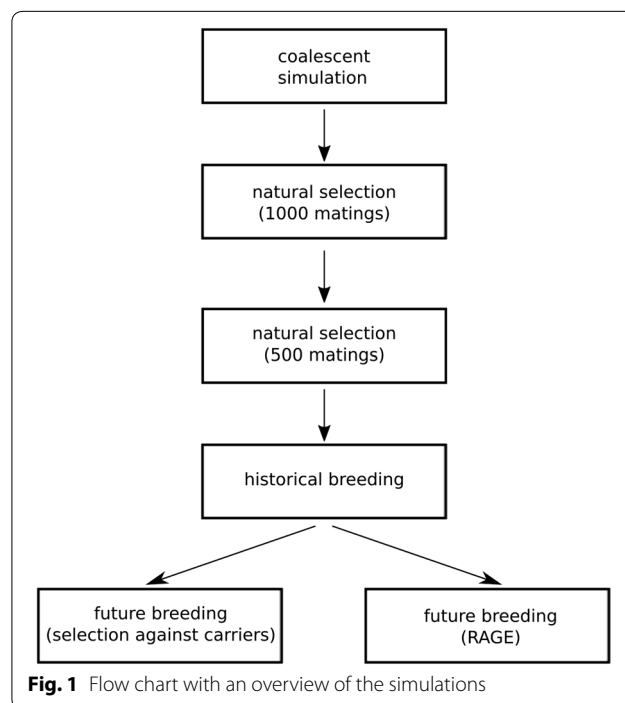 coalescent
simulation
natural selection
(1000 matings)
natural selection
(500 matings)
historical breeding
future breeding
(selection against carriers)
future breeding
(RAGE)
Fig. 1 Flow chart with an overview of the simulations